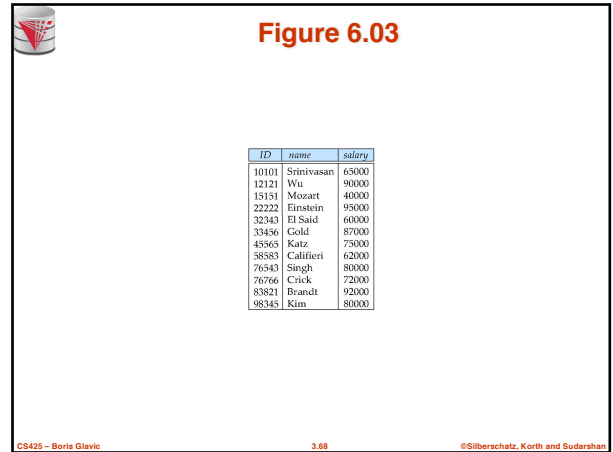 Figure 6.03
ID name salary
10101 Srinivasan 65000
12121 Wu 90000
15151 Mozart 40000
22222 Einstein 95000
32343 El Said 60000
33456 Gold 87000
45565 Katz 75000
58583 Califieri 62000
76543 Singh 80000
76766 Crick 72000
83821 Brandt 92000
98345 Kim 80000
CS425 – Boris Glavic 3.68 ©Silberschatz, Korth and Sudarshan